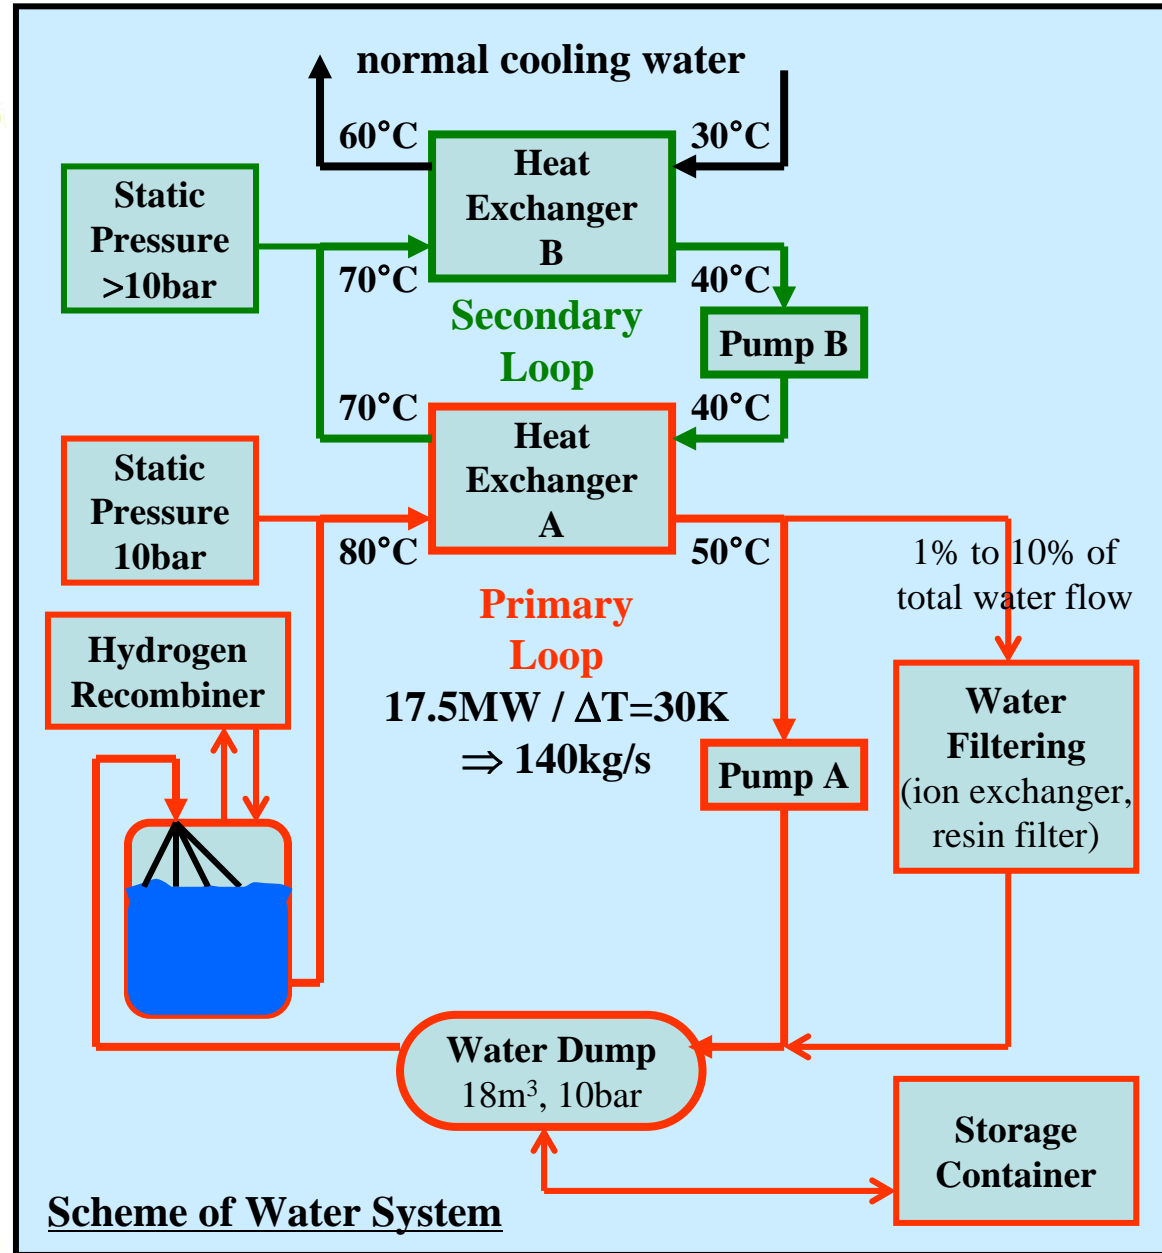 normal cooling water
60°C
30°C
Heat
Exchanger
B
Static
Pressure
>10bar
70°C
40°C
Secondary
Loop
Pump B
70°C
40°C
Heat
Exchanger
A
Static
Pressure
10bar
80°C
50°C
1% to 10% of
total water flow
Primary
Loop
17.5MW / ΔT=30K
⇒ 140kg/s
Hydrogen
Recombiner
Pump A
Water
Filtering
(ion exchanger,
resin filter)
Water Dump
18m³, 10bar
Storage
Container
Scheme of Water System